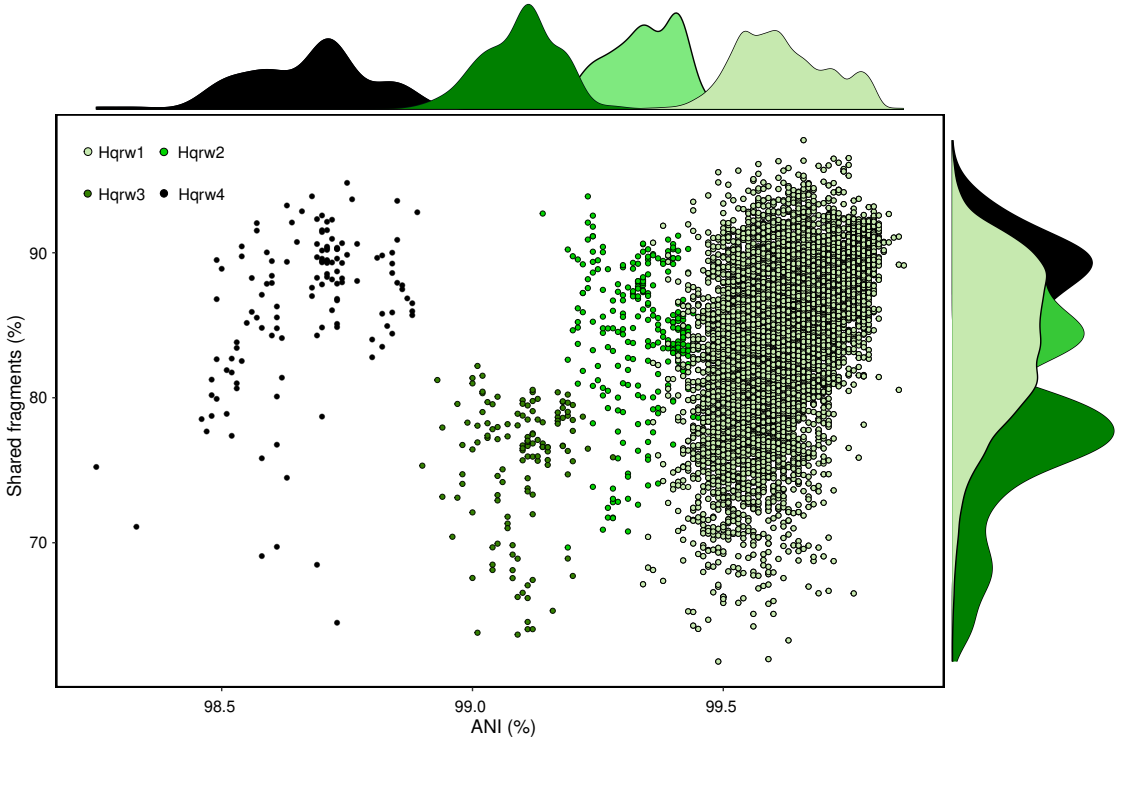 Hqrw1 Hqrw2
Hqrw3 Hqrw4
90
80
70
Shared fragments (%)
98.5 99.0 99.5
ANI (%)